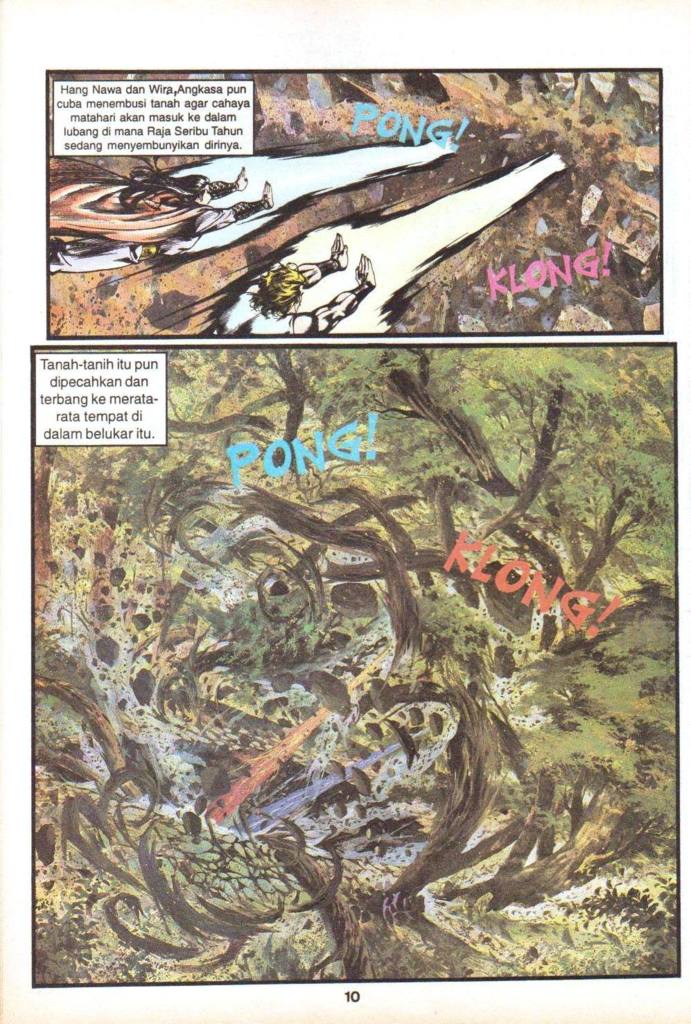 Hang Nawa dan Wira Angkasa pun
cuba menembusi tanah agar cahaya
matahari akan masuk ke dalam
lubang di mana Raja Seribu Tahun
sedang menyembunyikan dirinya.
PONG!
KLONG!
Tanah-tanih itu pun
dipecahkan dan
terbang ke merata-
rata tempat di
dalam belukar itu.
PONG!
KLONG!
10